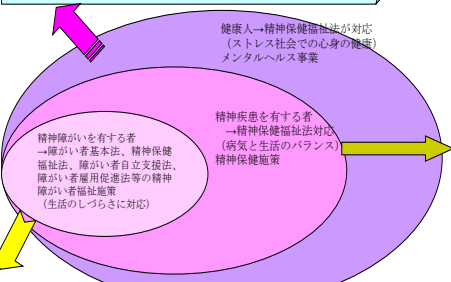 健康人→精神保健福祉法が対応
（ストレス社会での心身の健康）
メンタルヘルス事業
精神疾患を有する者
→精神保健福祉法対応
（病気と生活のバランス）
精神保健施策
精神障がいを有する者
→障がい者基本法、精神保健
福祉法、障がい者自立支援法、
障がい者雇用促進法等の精神
障がい者福祉施策
（生活のしづらさに対応）